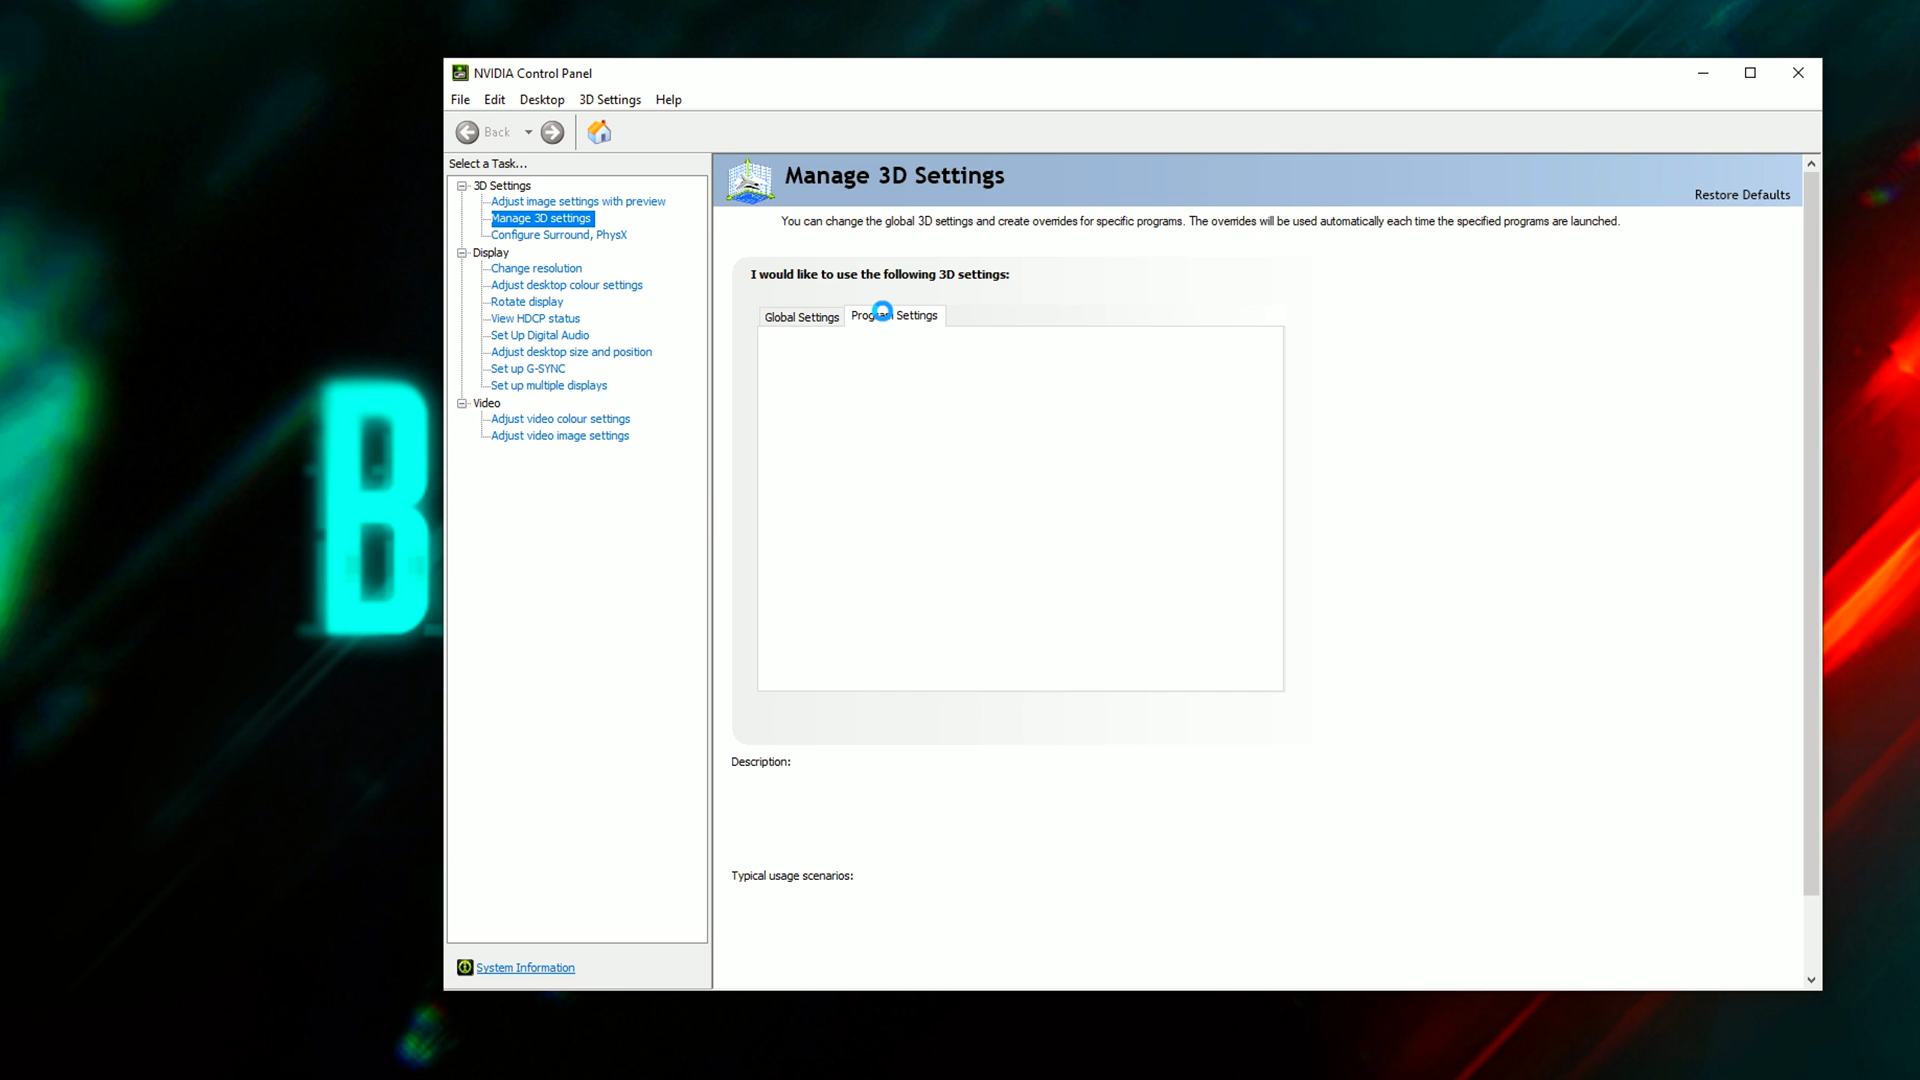 NVIDIA Control Panel
File Edit Desktop 3D Settings Help
Back
Select a Task...
3D Settings
Adjust image settings with preview
Manage 3D settings
Configure Surround, PhysX
Display
Change resolution
Adjust desktop colour settings
Rotate display
View HDCP status
Set Up Digital Audio
Adjust desktop size and position
Set up G-SYNC
Set up multiple displays
Video
Adjust video colour settings
Adjust video image settings
System Information
Manage 3D Settings
Restore Defaults
You can change the global 3D settings and create overrides for specific programs. The overrides will be used automatically each time the specified programs are launched.
I would like to use the following 3D settings:
Global Settings Program Settings
Description:
Typical usage scenarios:
B